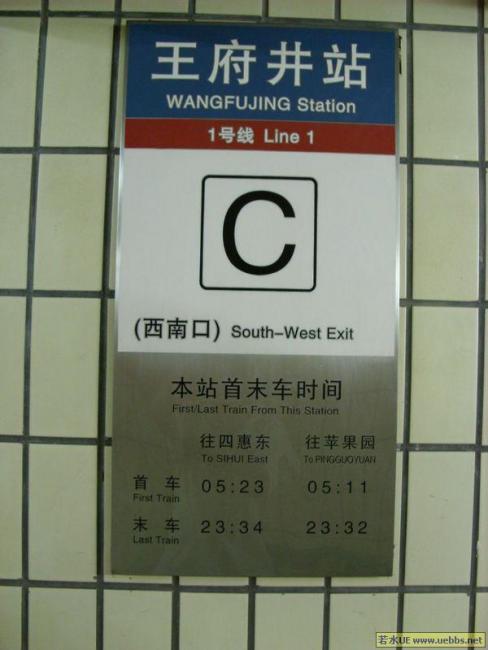 王府井站
WANGFUJING Station
1号线 Line 1
C
(西南口) South-West Exit
本站首末车时间
First/Last Train From This Station
往四惠东 往苹果园
To SIHUI East To PINGGUOYUAN
首 车 05:23 05:11
First Train
末 车 23:34 23:32
Last Train
若水UE www.uebbs.net